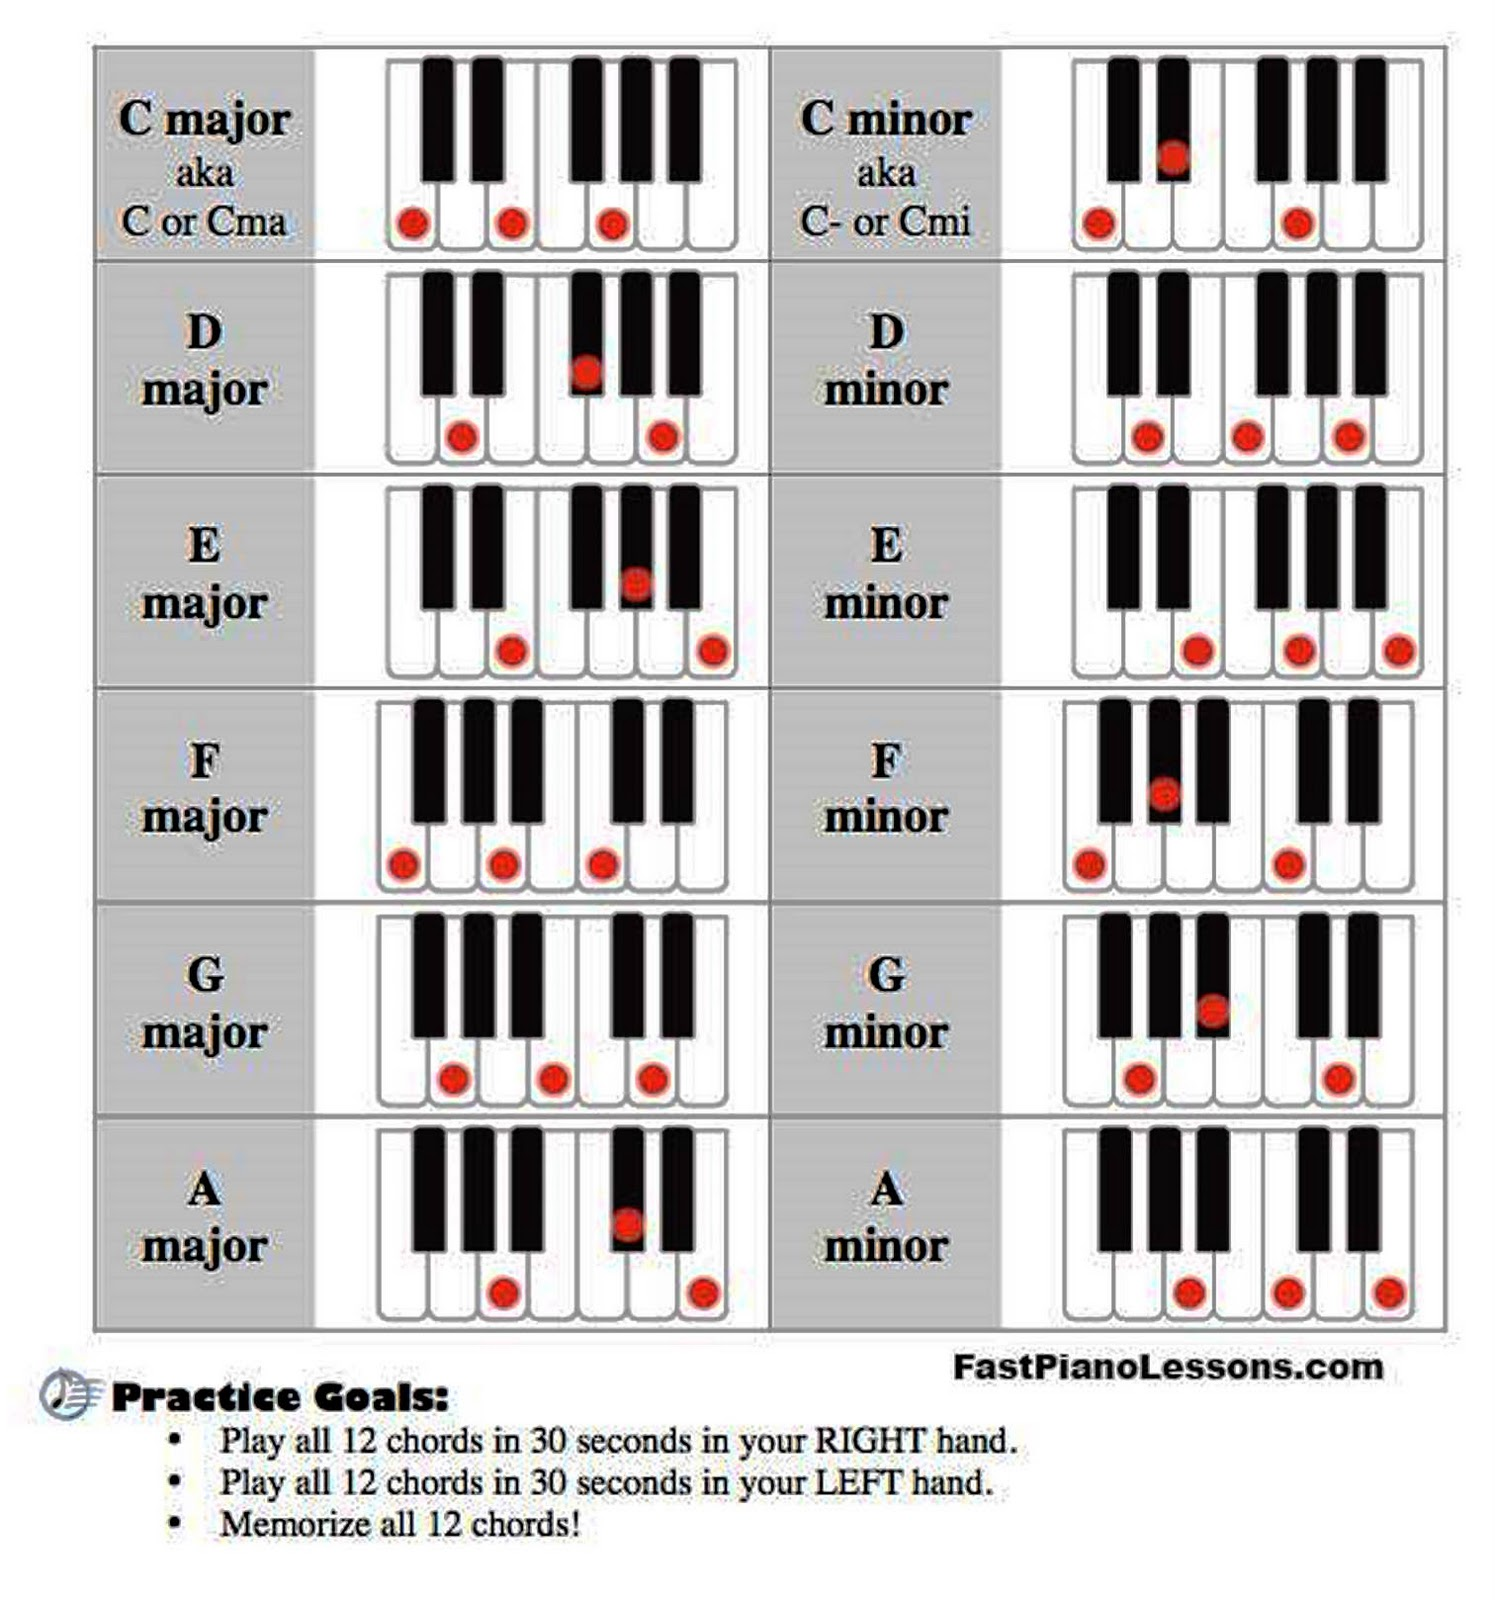 C major
aka
C or Cma
C minor
aka
C- or Cmi
D
major
D
minor
E
major
E
minor
F
major
F
minor
G
major
G
minor
A
major
A
minor
FastPianoLessons.com
Practice Goals:
• Play all 12 chords in 30 seconds in your RIGHT hand.
• Play all 12 chords in 30 seconds in your LEFT hand.
• Memorize all 12 chords!